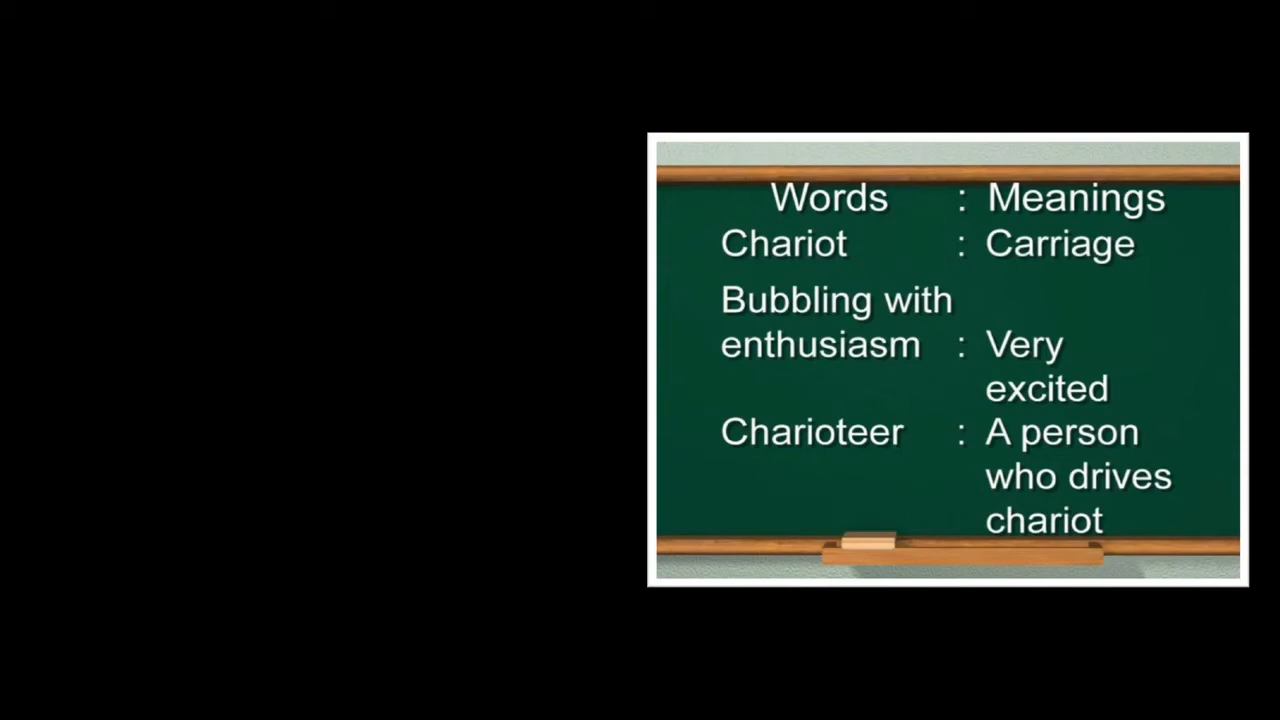 Words : Meanings
Chariot : Carriage
Bubbling with
enthusiasm : Very
excited
Charioteer : A person
who drives
chariot